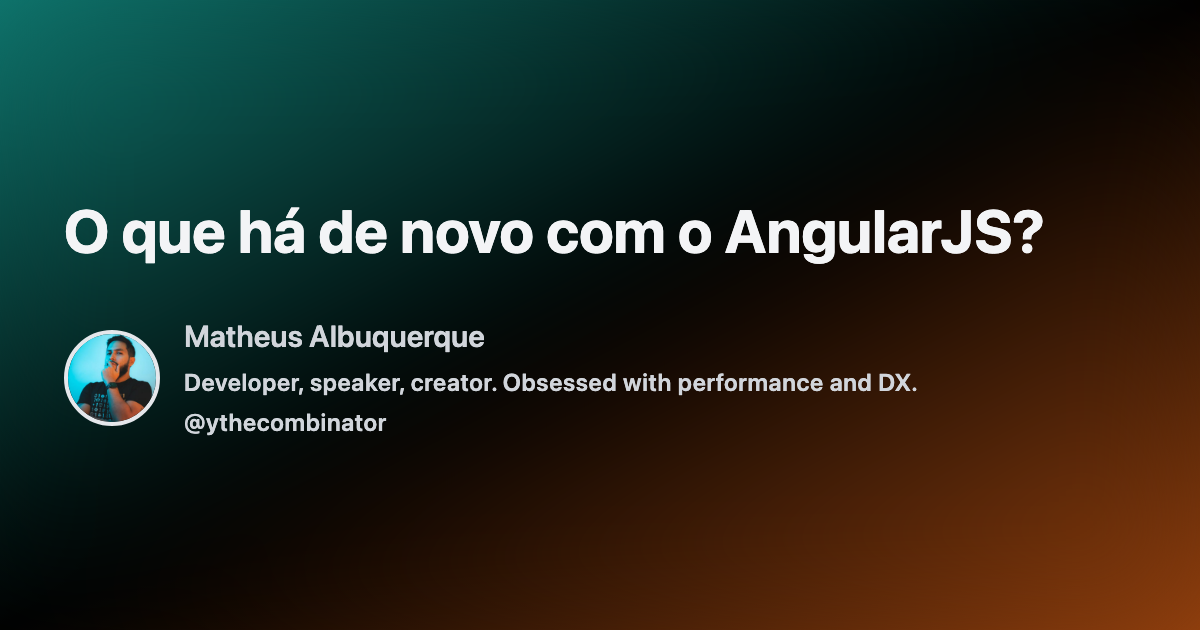 O que há de novo com o AngularJS?
Matheus Albuquerque
Developer, speaker, creator. Obsessed with performance and DX.
@ythecombinator